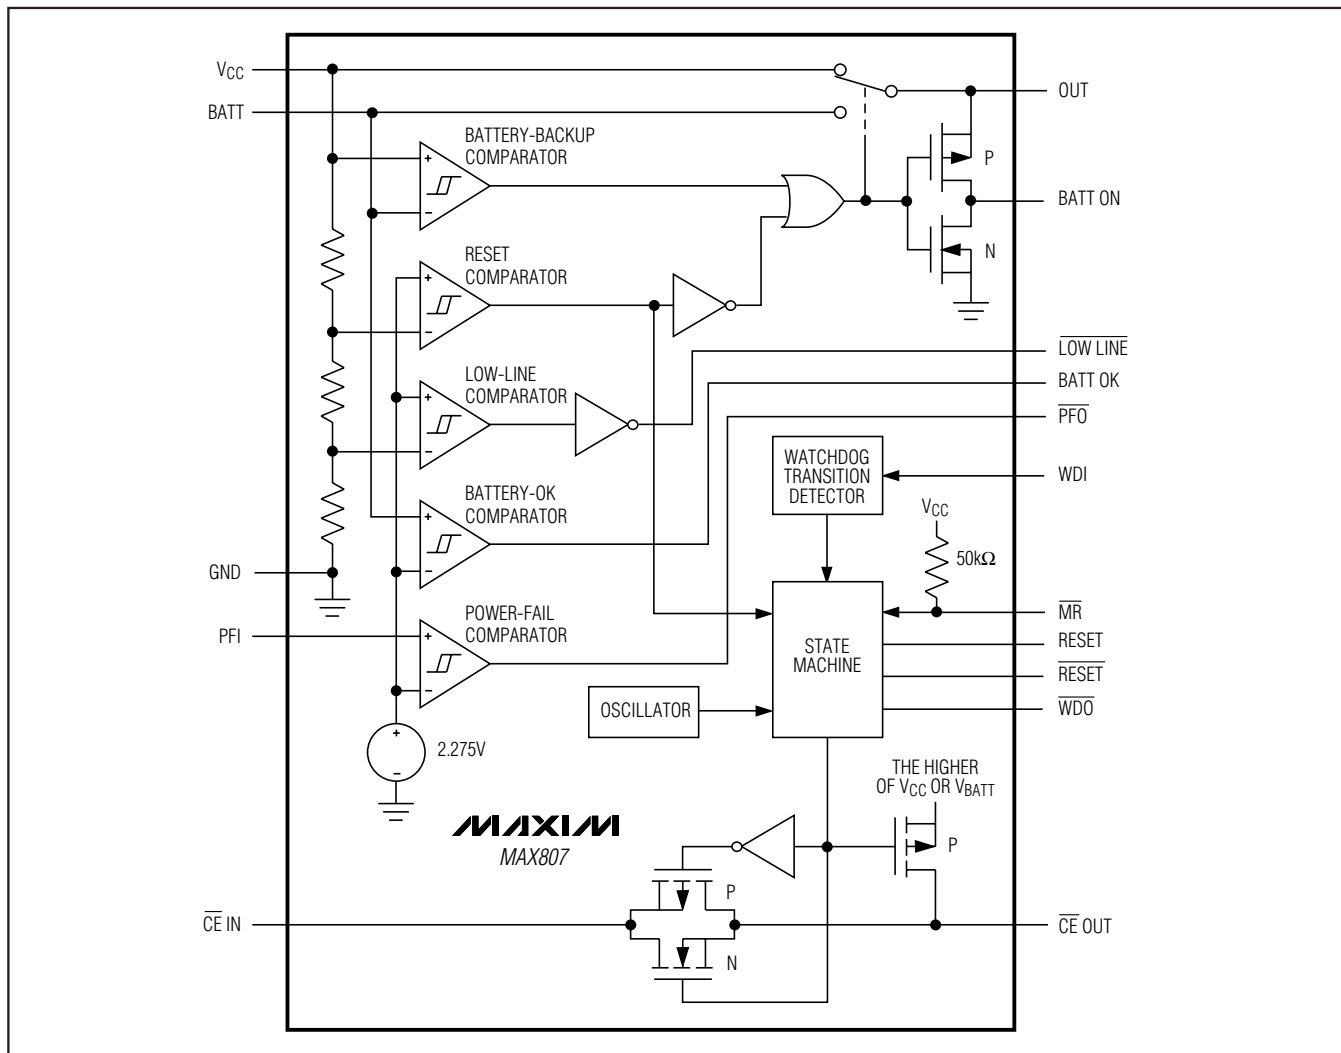 VCC
OUT
BATT
BATTERY-BACKUP
COMPARATOR
+
−
P
BATT ON
N
RESET
COMPARATOR
+
−
LOW LINE
LOW-LINE
COMPARATOR
+
−
BATT OK
PFO
WATCHDOG
TRANSITION
DETECTOR
WDI
BATTERY-OK
COMPARATOR
+
−
VCC
50kΩ
GND
POWER-FAIL
COMPARATOR
+
−
PFI
MR
STATE
MACHINE
RESET
RESET
OSCILLATOR
WDO
+
−
2.275V
THE HIGHER
OF VCC OR VBATT
MAXIM
MAX807
P
P
CE IN
CE OUT
N